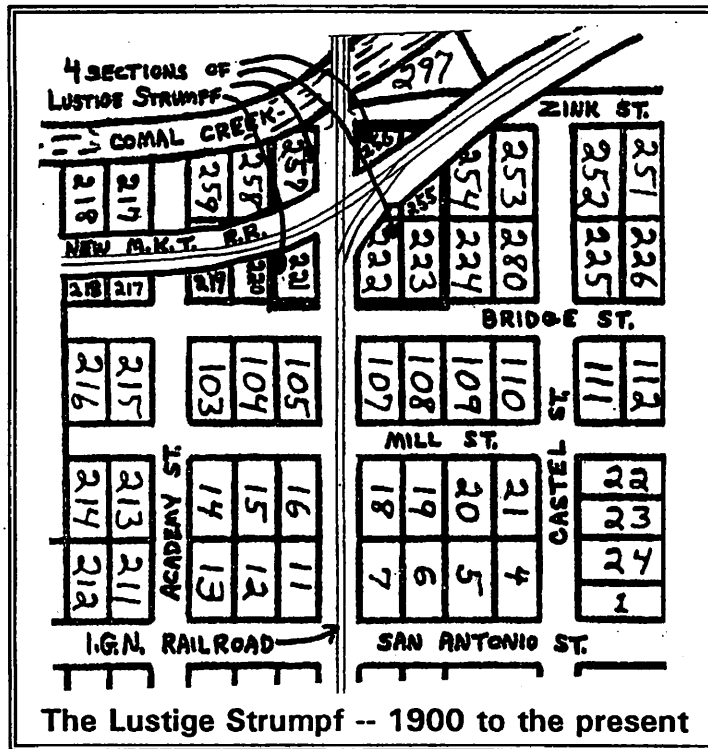 4 SECTIONS OF
LUSTIGE STRUMPF
297
ZINK ST.
COMAL CREEK
218 217 259 258 257 256 255 254 253 252 251
NEW M.K.T. R.R.
218 217 219 220 221 222 223 224 280 225 226
BRIDGE ST.
216 215 103 104 105 107 108 109 110 111 112
MILL ST.
CASTEL ST.
ACADEMY ST.
214 213 14 15 16 18 19 20 21 22
23
212 211 13 12 11 7 6 5 4 24
1
I.G.N. RAILROAD
SAN ANTONIO ST.
The Lustige Strumpf -- 1900 to the present